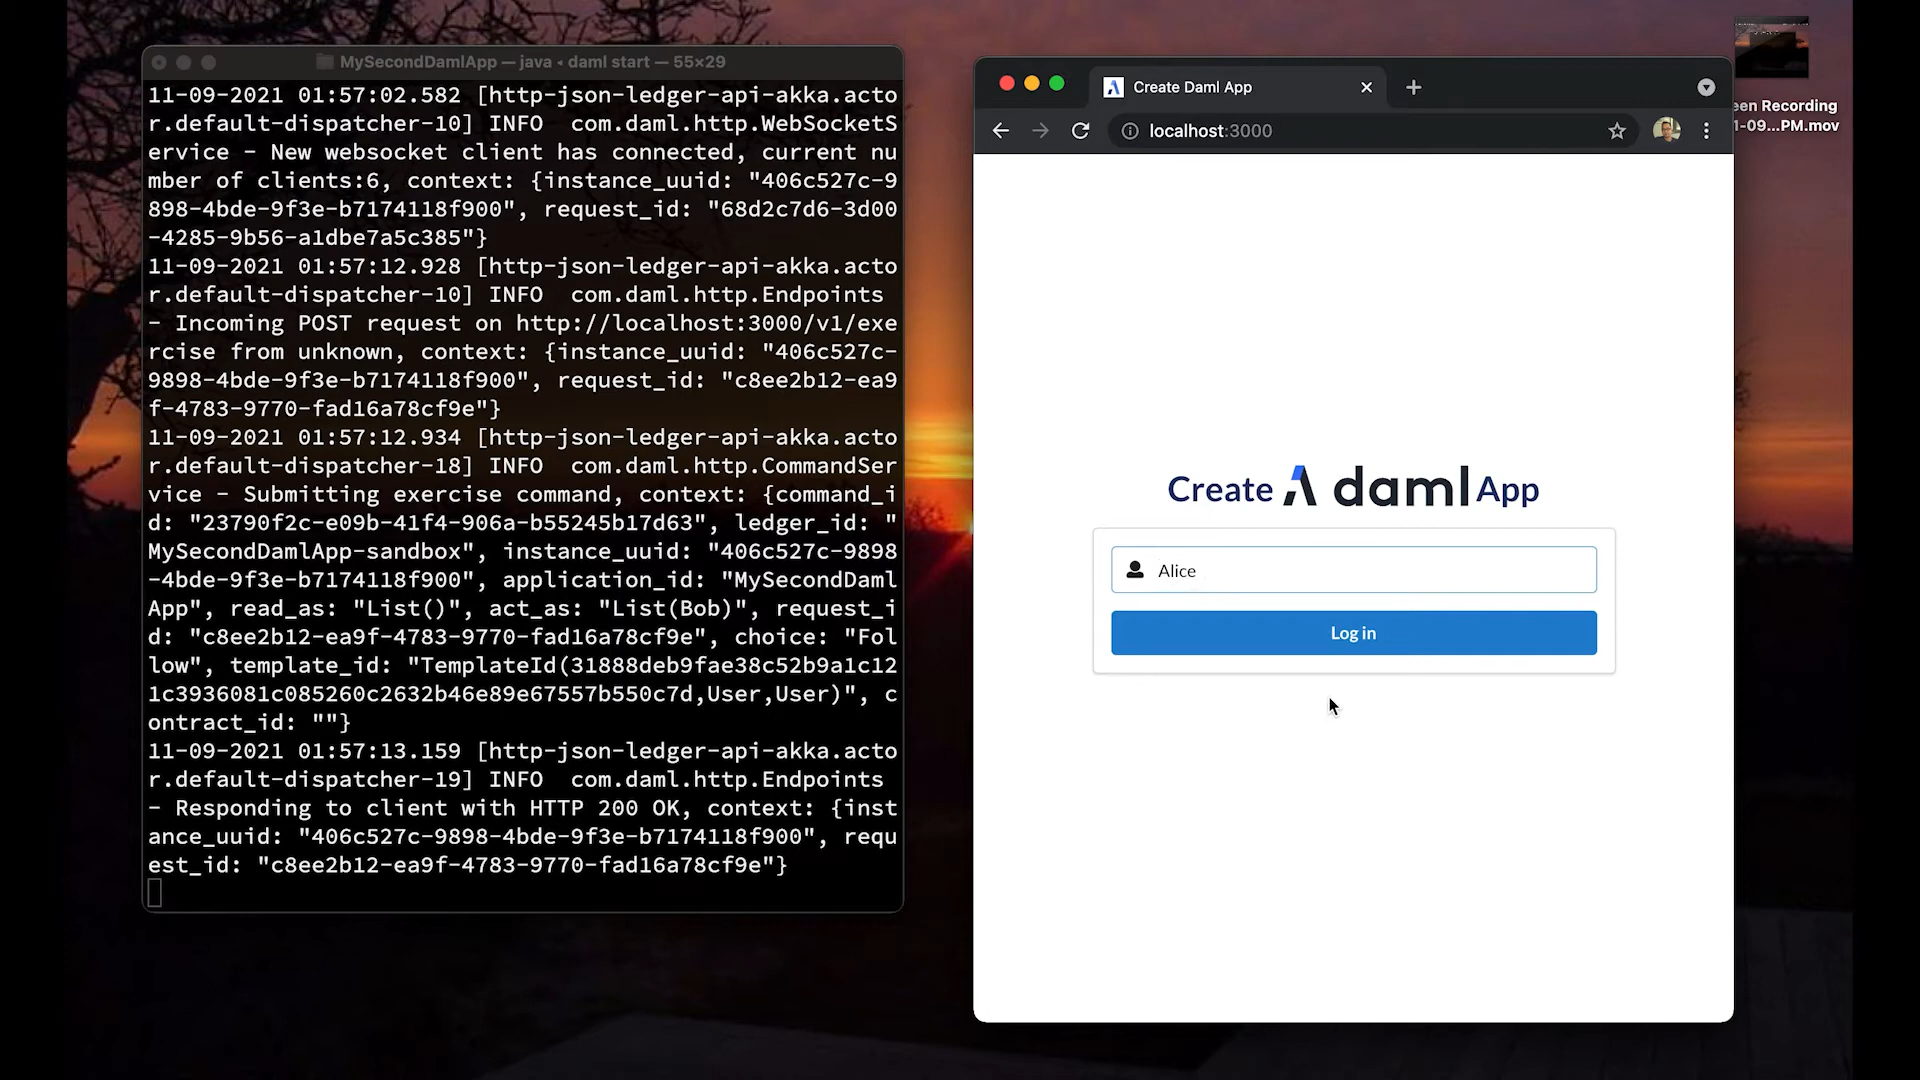 MySecondDamlApp — java ◂ daml start — 55×29
11-09-2021 01:57:02.582 [http-json-ledger-api-akka.acto
r.default-dispatcher-10] INFO  com.daml.http.WebSocketS
ervice - New websocket client has connected, current nu
mber of clients:6, context: {instance_uuid: "406c527c-9
898-4bde-9f3e-b7174118f900", request_id: "68d2c7d6-3d00
-4285-9b56-a1dbe7a5c385"}
11-09-2021 01:57:12.928 [http-json-ledger-api-akka.acto
r.default-dispatcher-10] INFO  com.daml.http.Endpoints
- Incoming POST request on http://localhost:3000/v1/exe
rcise from unknown, context: {instance_uuid: "406c527c-
9898-4bde-9f3e-b7174118f900", request_id: "c8ee2b12-ea9
f-4783-9770-fad16a78cf9e"}
11-09-2021 01:57:12.934 [http-json-ledger-api-akka.acto
r.default-dispatcher-18] INFO  com.daml.http.CommandSer
vice - Submitting exercise command, context: {command_i
d: "23790f2c-e09b-41f4-906a-b55245b17d63", ledger_id: "
MySecondDamlApp-sandbox", instance_uuid: "406c527c-9898
-4bde-9f3e-b7174118f900", application_id: "MySecondDaml
App", read_as: "List()", act_as: "List(Bob)", request_i
d: "c8ee2b12-ea9f-4783-9770-fad16a78cf9e", choice: "Fol
low", template_id: "TemplateId(31888deb9fae38c52b9a1c12
1c3936081c085260c2632b46e89e67557b550c7d,User,User)", c
ontract_id: ""}
11-09-2021 01:57:13.159 [http-json-ledger-api-akka.acto
r.default-dispatcher-19] INFO  com.daml.http.Endpoints
- Responding to client with HTTP 200 OK, context: {inst
ance_uuid: "406c527c-9898-4bde-9f3e-b7174118f900", requ
est_id: "c8ee2b12-ea9f-4783-9770-fad16a78cf9e"}
Create Daml App
localhost:3000
Create daml App
Alice
Log in
een Recording
1-09...PM.mov